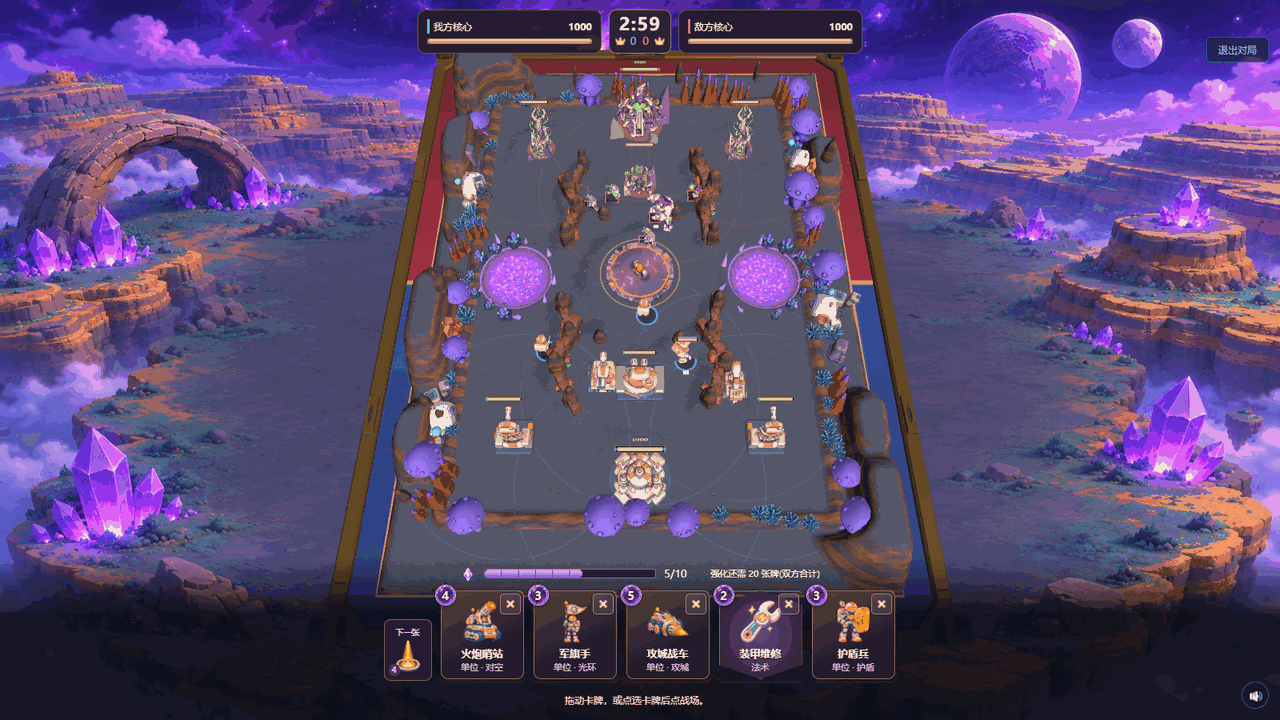 我方核心 1000
2:59
0 0
敌方核心 1000
退出对局
1000
5/10
强化还需 20 张牌(双方合计)
下一张
4
4
火炮哨站
单位 · 对空
3
军旗手
单位 · 光环
5
攻城战车
单位 · 攻城
2
装甲维修
法术
3
护盾兵
单位 · 护盾
拖动卡牌，或点选卡牌后点战场。